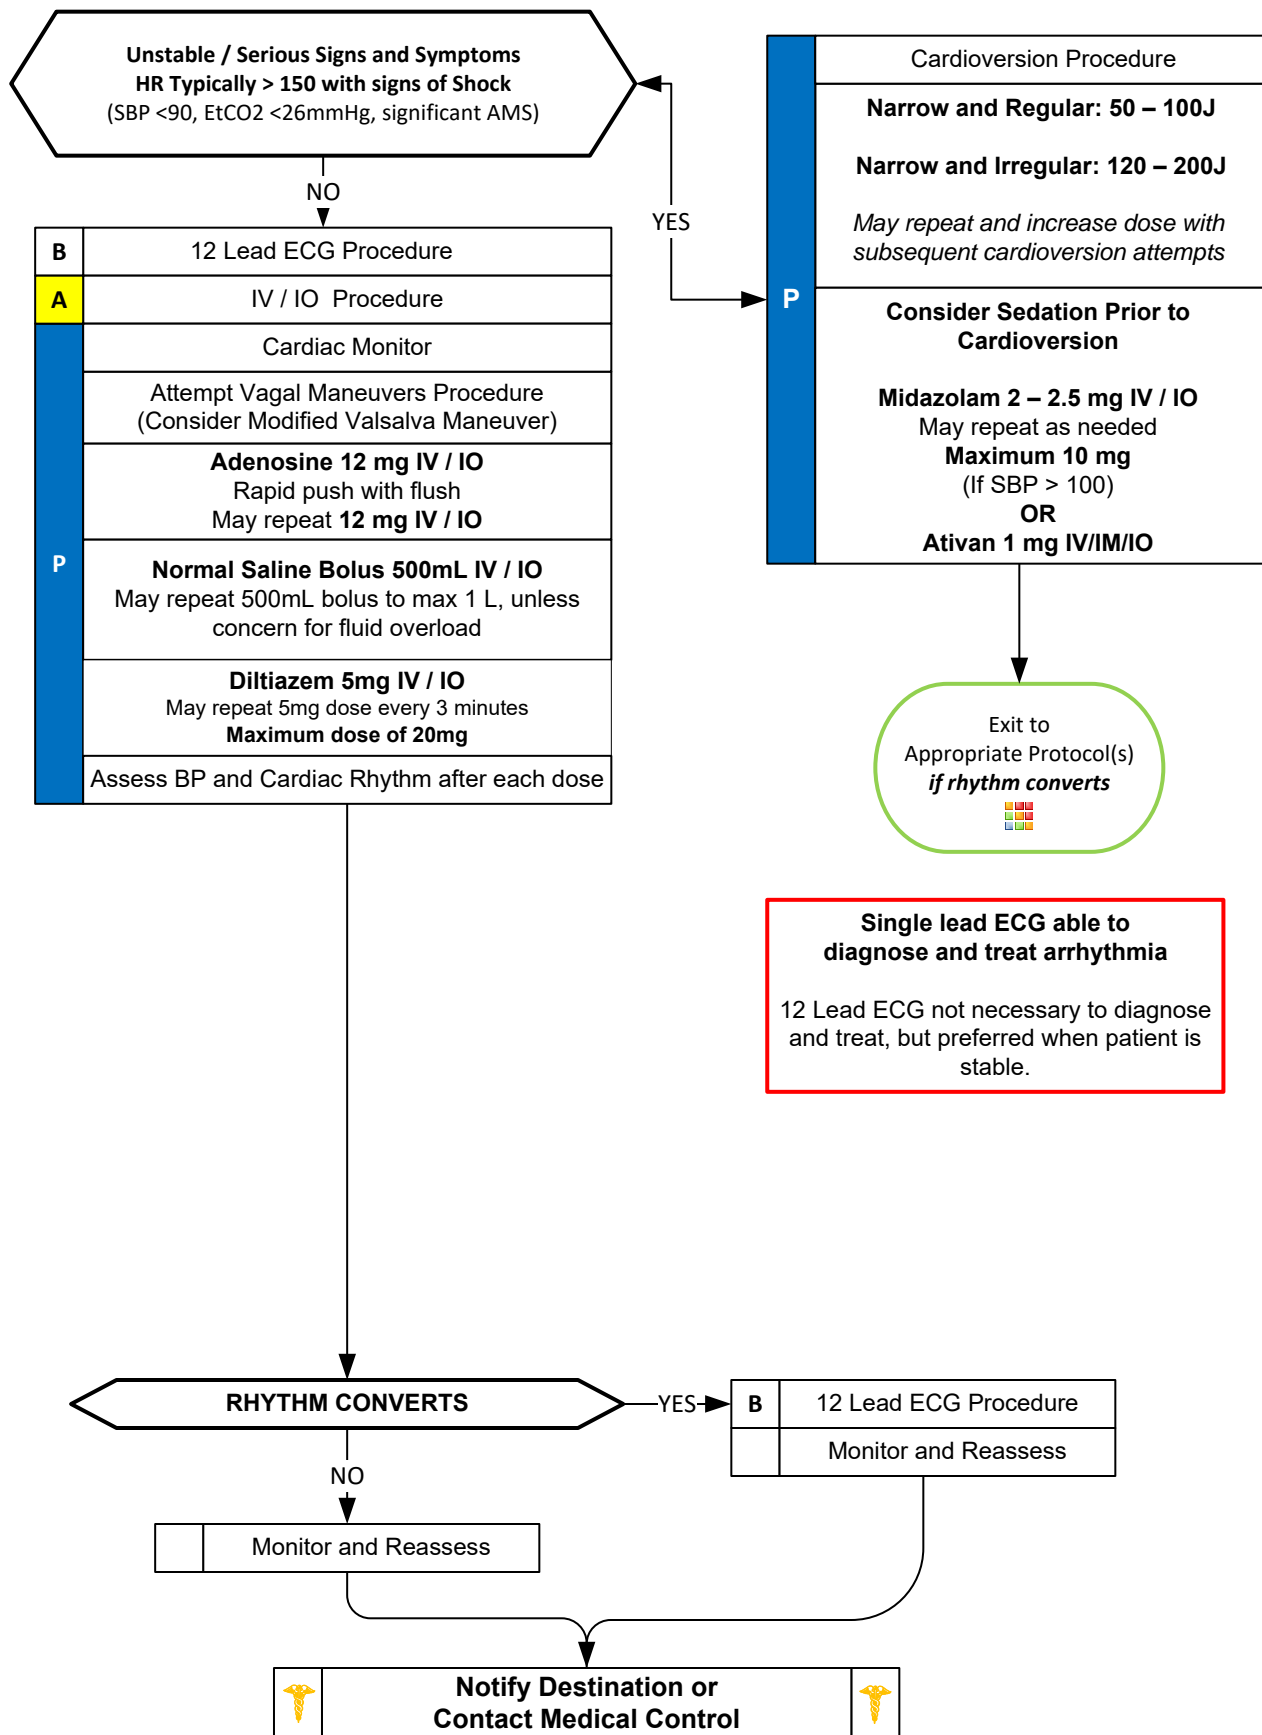 Unstable / Serious Signs and Symptoms
HR Typically > 150 with signs of Shock
(SBP <90, EtCO2 <26mmHg, significant AMS)
NO
YES
B
12 Lead ECG Procedure
A
IV / IO Procedure
P
Cardiac Monitor
Attempt Vagal Maneuvers Procedure
(Consider Modified Valsalva Maneuver)
Adenosine 12 mg IV / IO
Rapid push with flush
May repeat 12 mg IV / IO
Normal Saline Bolus 500mL IV / IO
May repeat 500mL bolus to max 1 L, unless
concern for fluid overload
Diltiazem 5mg IV / IO
May repeat 5mg dose every 3 minutes
Maximum dose of 20mg
Assess BP and Cardiac Rhythm after each dose
P
Cardioversion Procedure
Narrow and Regular: 50 – 100J
Narrow and Irregular: 120 – 200J
May repeat and increase dose with
subsequent cardioversion attempts
Consider Sedation Prior to
Cardioversion
Midazolam 2 – 2.5 mg IV / IO
May repeat as needed
Maximum 10 mg
(If SBP > 100)
OR
Ativan 1 mg IV/IM/IO
Exit to
Appropriate Protocol(s)
if rhythm converts
Single lead ECG able to
diagnose and treat arrhythmia
12 Lead ECG not necessary to diagnose
and treat, but preferred when patient is
stable.
RHYTHM CONVERTS
YES
B
12 Lead ECG Procedure
Monitor and Reassess
NO
Monitor and Reassess
Notify Destination or
Contact Medical Control